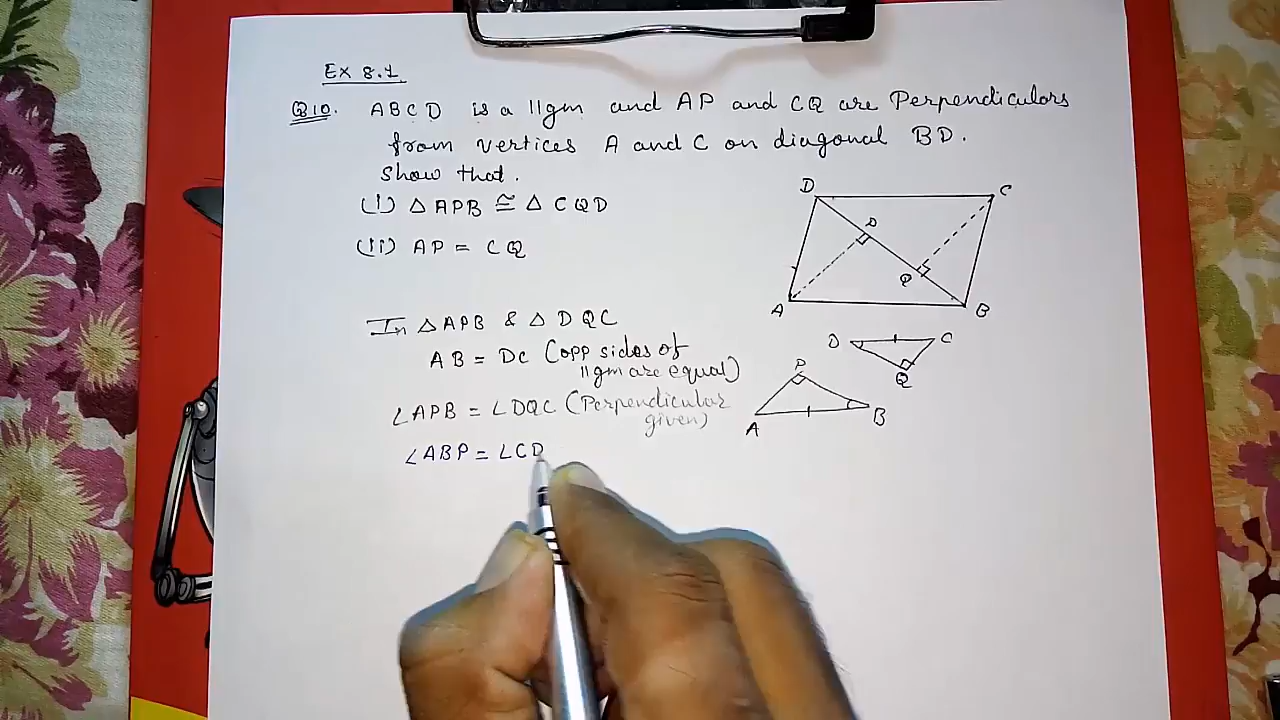 Ex 8.1
Q10. ABCD is a ||gm and AP and CQ are Perpendiculars
from vertices A and C on diagonal BD.
Show that.
(i) △APB ≅ △CQD
(ii) AP = CQ
D C
P
Q
A B
In △APB & △DQC
AB = DC (opp sides of
||gm are equal)
D C
Q
P
A B
∠APB = ∠DQC (Perpendicular
given)
∠ABP = ∠CD